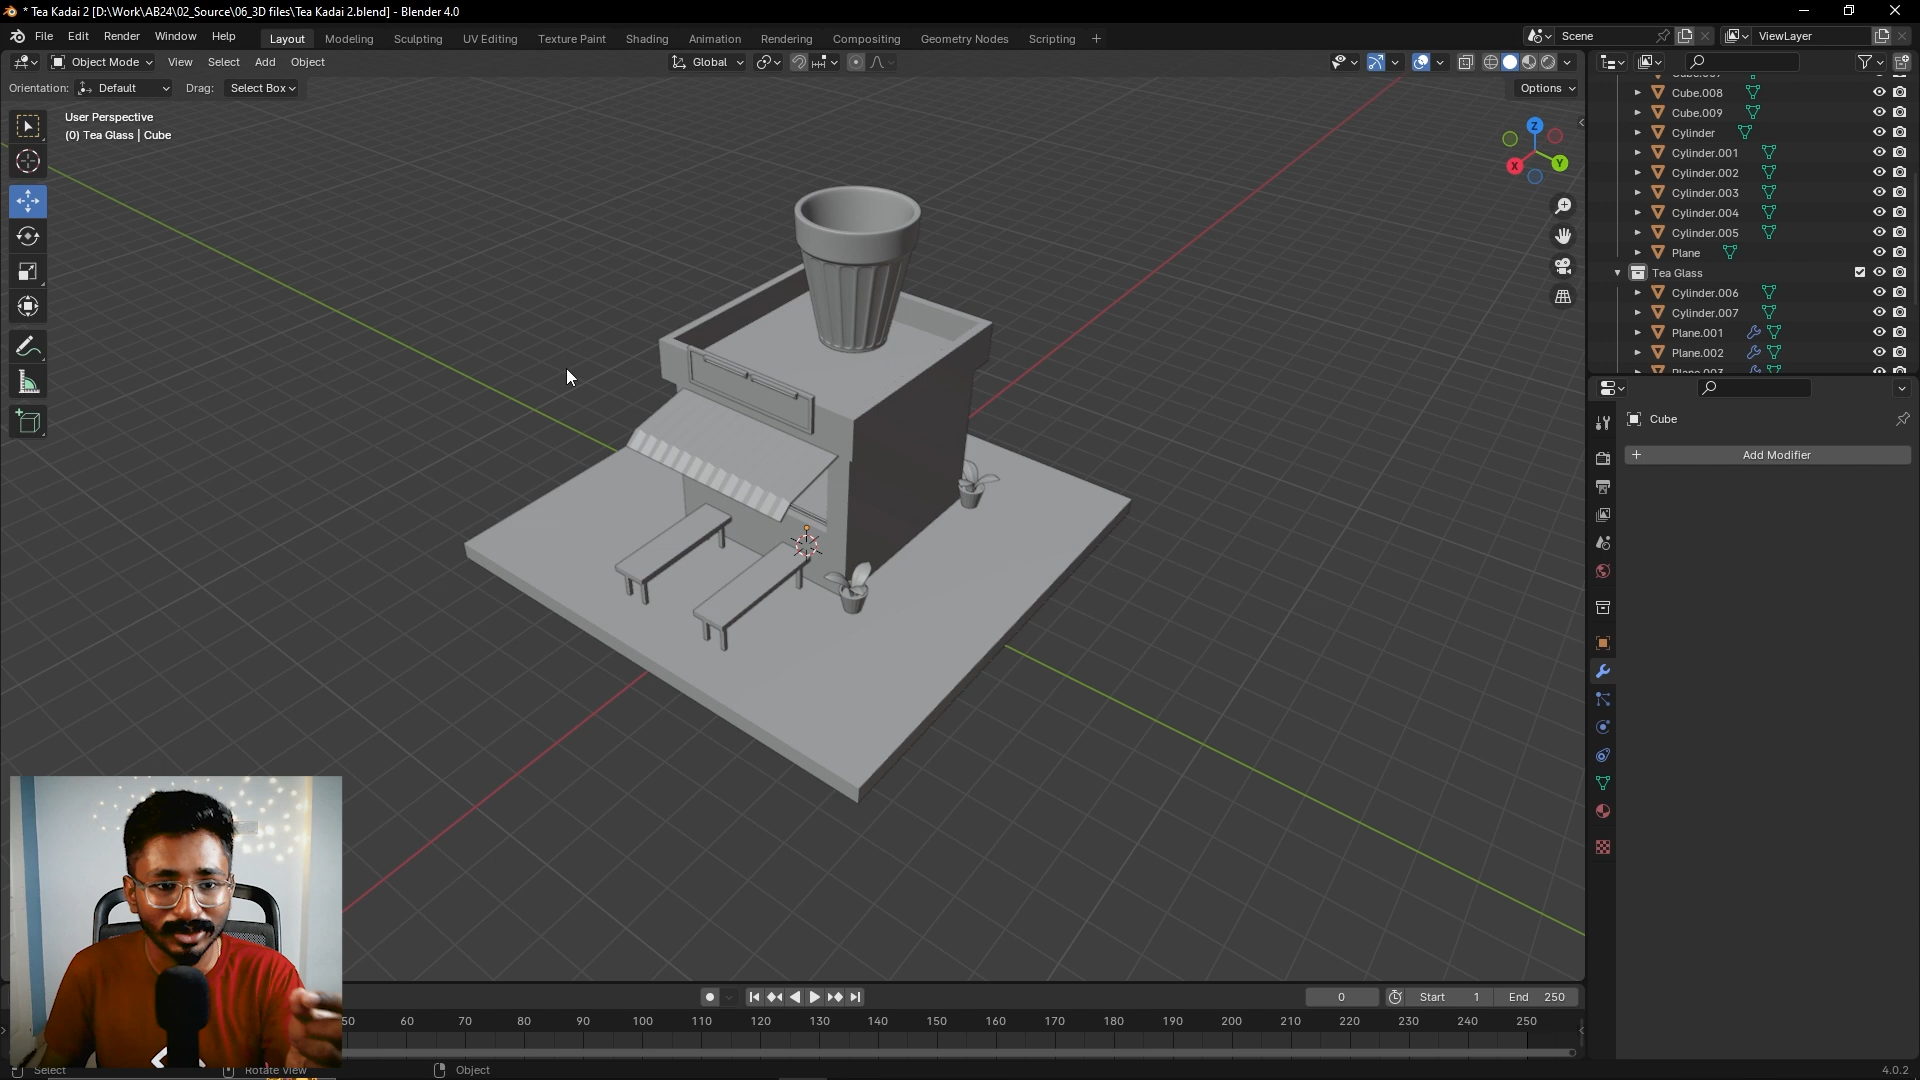 * Tea Kadai 2 [D:\Work\AB24\02_Source\06_3D files\Tea Kadai 2.blend] - Blender 4.0
File Edit Render Window Help Layout Modeling Sculpting UV Editing Texture Paint Shading Animation Rendering Compositing Geometry Nodes Scripting + Scene ViewLayer
Object Mode View Select Add Object Global
Orientation: Default Drag: Select Box Options
User Perspective
(0) Tea Glass | Cube
Z
X
Y
Cube.008
Cube.009
Cylinder
Cylinder.001
Cylinder.002
Cylinder.003
Cylinder.004
Cylinder.005
Plane
Tea Glass
Cylinder.006
Cylinder.007
Plane.001
Plane.002
Plane.003
Cube
+ Add Modifier
0 Start 1 End 250
50 60 70 80 90 100 110 120 130 140 150 160 170 180 190 200 210 220 230 240 250
Select Rotate View Object 4.0.2